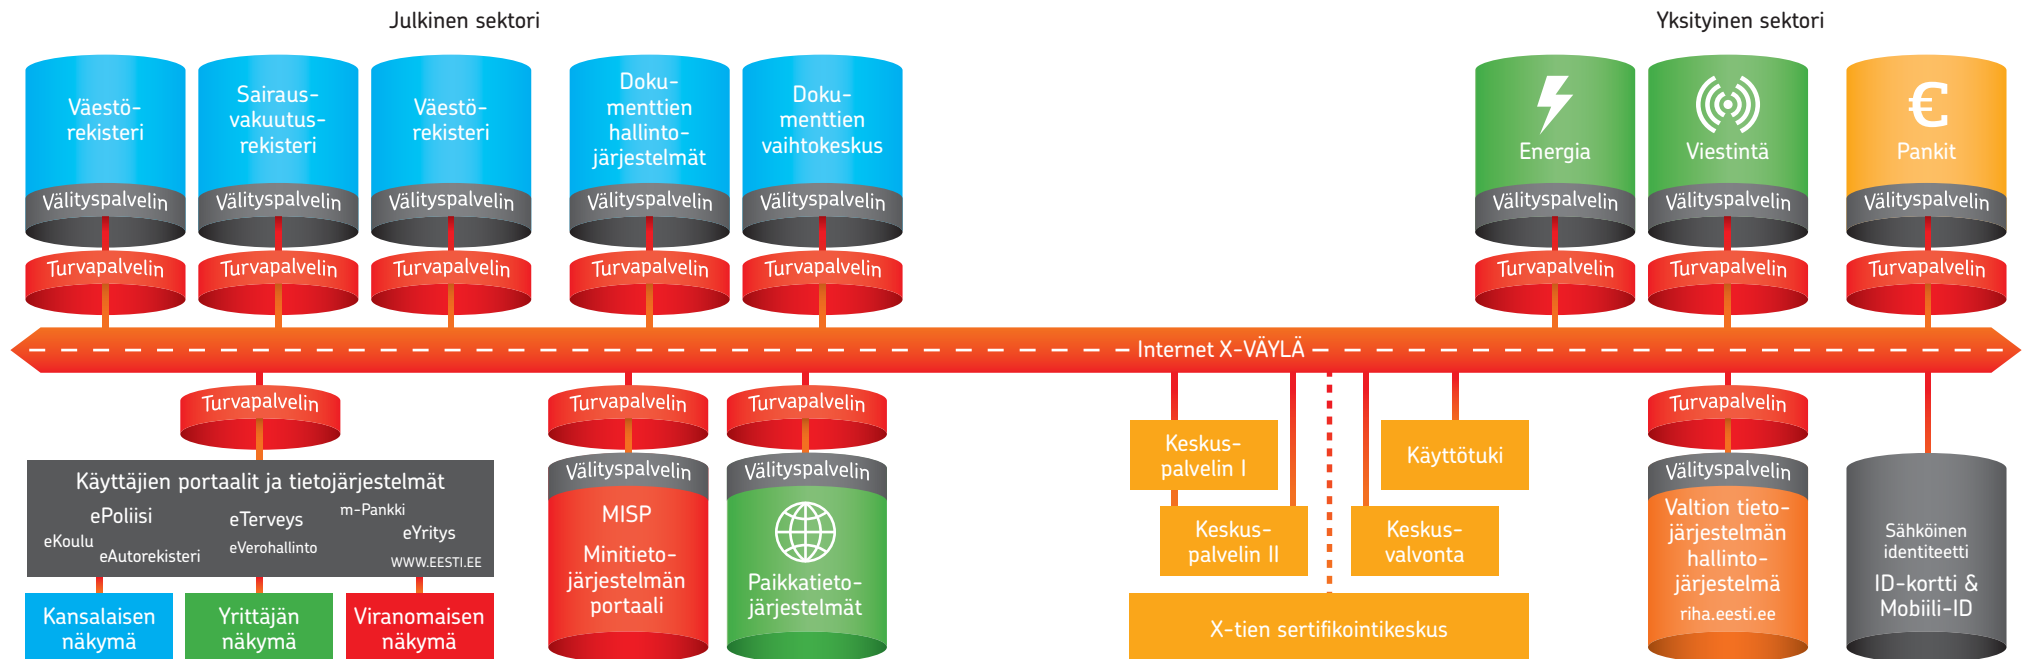 Julkinen sektori
Yksityinen sektori
Väestö-
rekisteri
Välityspalvelin
Turvapalvelin
Sairaus-
vakuutus-
rekisteri
Välityspalvelin
Turvapalvelin
Väestö-
rekisteri
Välityspalvelin
Turvapalvelin
Doku-
menttien
hallinto-
järjestelmät
Välityspalvelin
Turvapalvelin
Doku-
menttien
vaihtokeskus
Välityspalvelin
Turvapalvelin
Energia
Välityspalvelin
Turvapalvelin
Viestintä
Välityspalvelin
Turvapalvelin
€
Pankit
Välityspalvelin
Turvapalvelin
Internet X-VÄYLÄ
Turvapalvelin
Käyttäjien portaalit ja tietojärjestelmät
ePoliisi
eTerveys
m-Pankki
eKoulu
eAutorekisteri
eVerohallinto
eYritys
WWW.EESTI.EE
Kansalaisen
näkymä
Yrittäjän
näkymä
Viranomaisen
näkymä
Turvapalvelin
Välityspalvelin
MISP
Minitieto-
järjestelmän
portaali
Turvapalvelin
Välityspalvelin
Paikkatieto-
järjestelmät
Keskus-
palvelin I
Keskus-
palvelin II
Käyttötuki
Keskus-
valvonta
X-tien sertifikointikeskus
Turvapalvelin
Välityspalvelin
Valtion tieto-
järjestelmän
hallinto-
järjestelmä
riha.eesti.ee
Sähköinen
identiteetti
ID-kortti &
Mobiili-ID